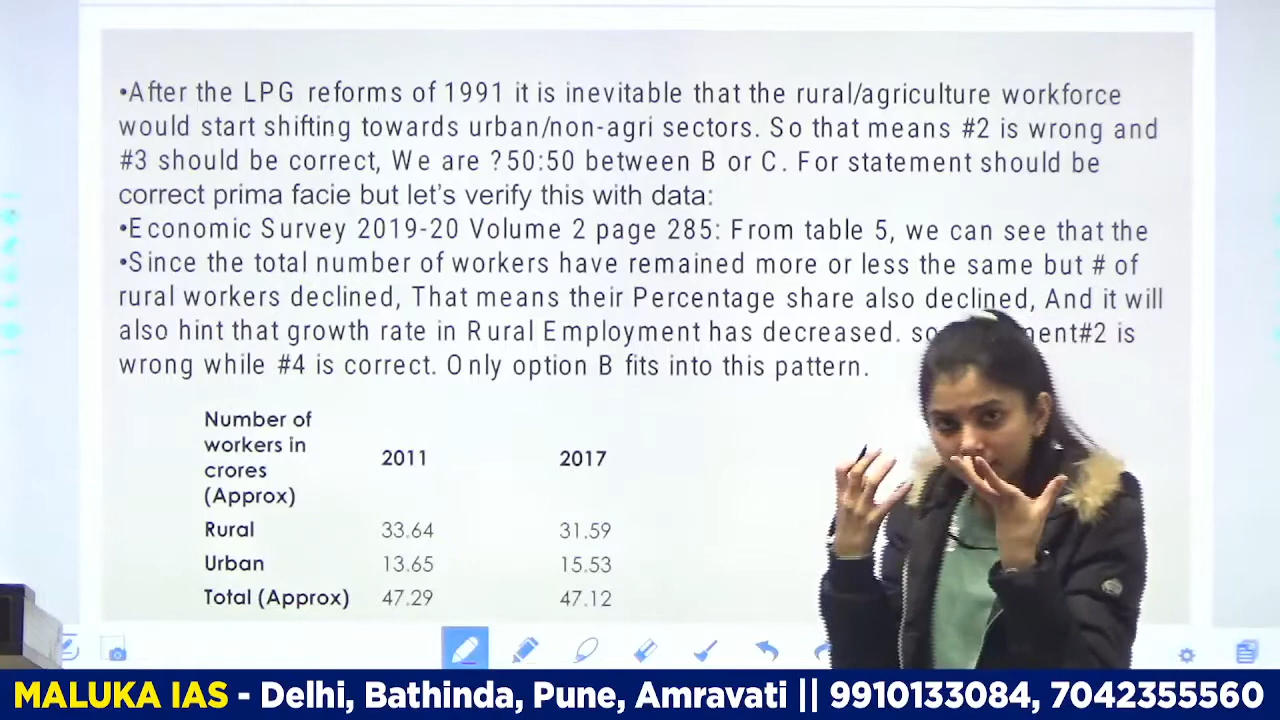 •After the LPG reforms of 1991 it is inevitable that the rural/agriculture workforce
would start shifting towards urban/non-agri sectors. So that means #2 is wrong and
#3 should be correct, We are ?50:50 between B or C. For statement should be
correct prima facie but let's verify this with data:
•Economic Survey 2019-20 Volume 2 page 285: From table 5, we can see that the
•Since the total number of workers have remained more or less the same but # of
rural workers declined, That means their Percentage share also declined, And it will
also hint that growth rate in Rural Employment has decreased. is
wrong while #4 is correct. Only option B fits into this pattern.
Number of
workers in
crores
(Approx) 2011 2017
Rural 33.64 31.59
Urban 13.65 15.53
Total (Approx) 47.29 47.12
MALUKA IAS - Delhi, Bathinda, Pune, Amravati || 9910133084, 7042355560